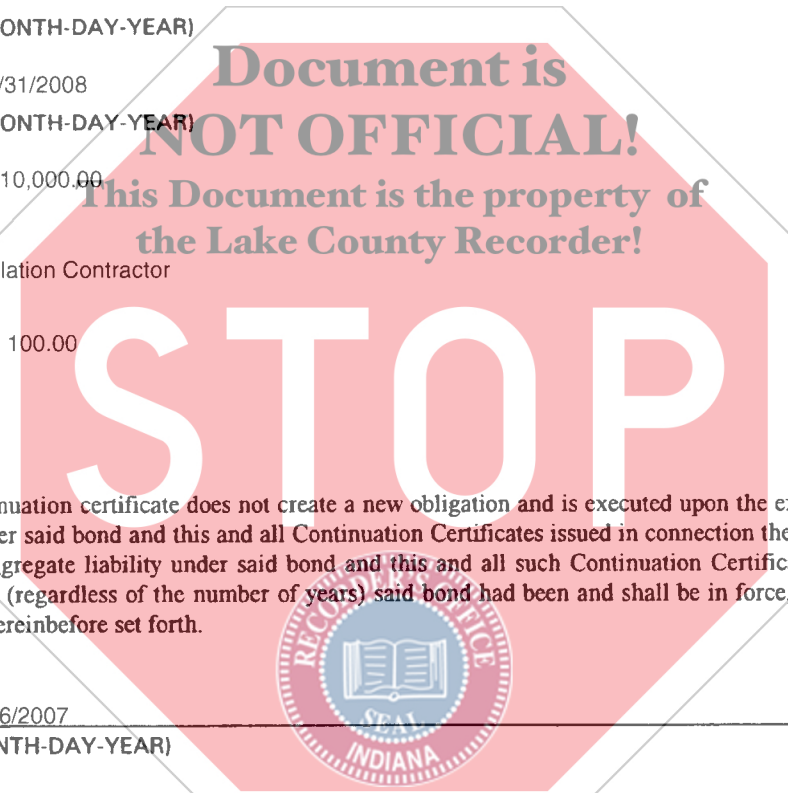 ONTH-DAY-YEAR)
Document is
/31/2008
ONTH-DAY-YEAR)
NOT OFFICIAL!
10,000.00
This Document is the property of
the Lake County Recorder!
lation Contractor
100.00
STOP
nuation certificate does not create a new obligation and is executed upon the e
er said bond and this and all Continuation Certificates issued in connection the
gregate liability under said bond and this and all such Continuation Certific
(regardless of the number of years) said bond had been and shall be in force,
ereinbefore set forth.
RECORDER'S OFFICE
SEAL
INDIANA
6/2007
NTH-DAY-YEAR)